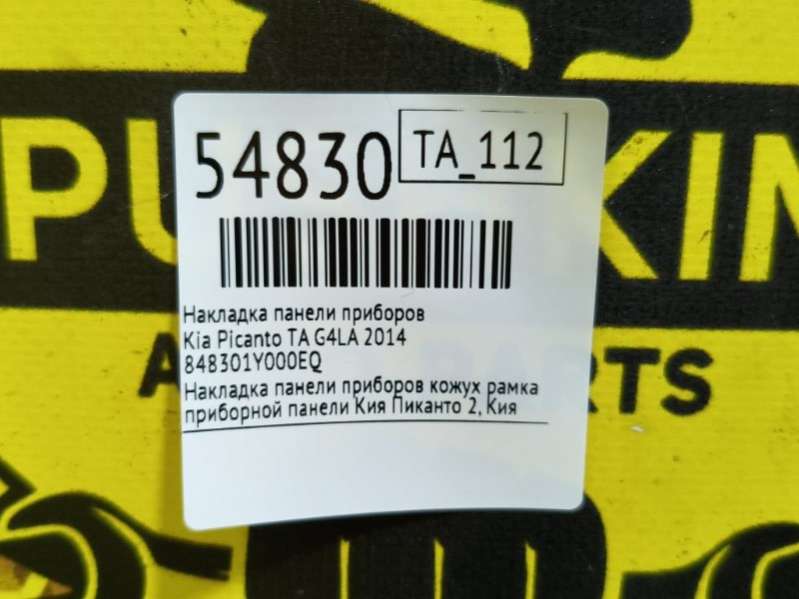 54830
TA_112
Накладка панели приборов
Kia Picanto TA G4LA 2014
848301Y000EQ
Накладка панели приборов кожух рамка
приборной панели Кия Пиканто 2, Кия